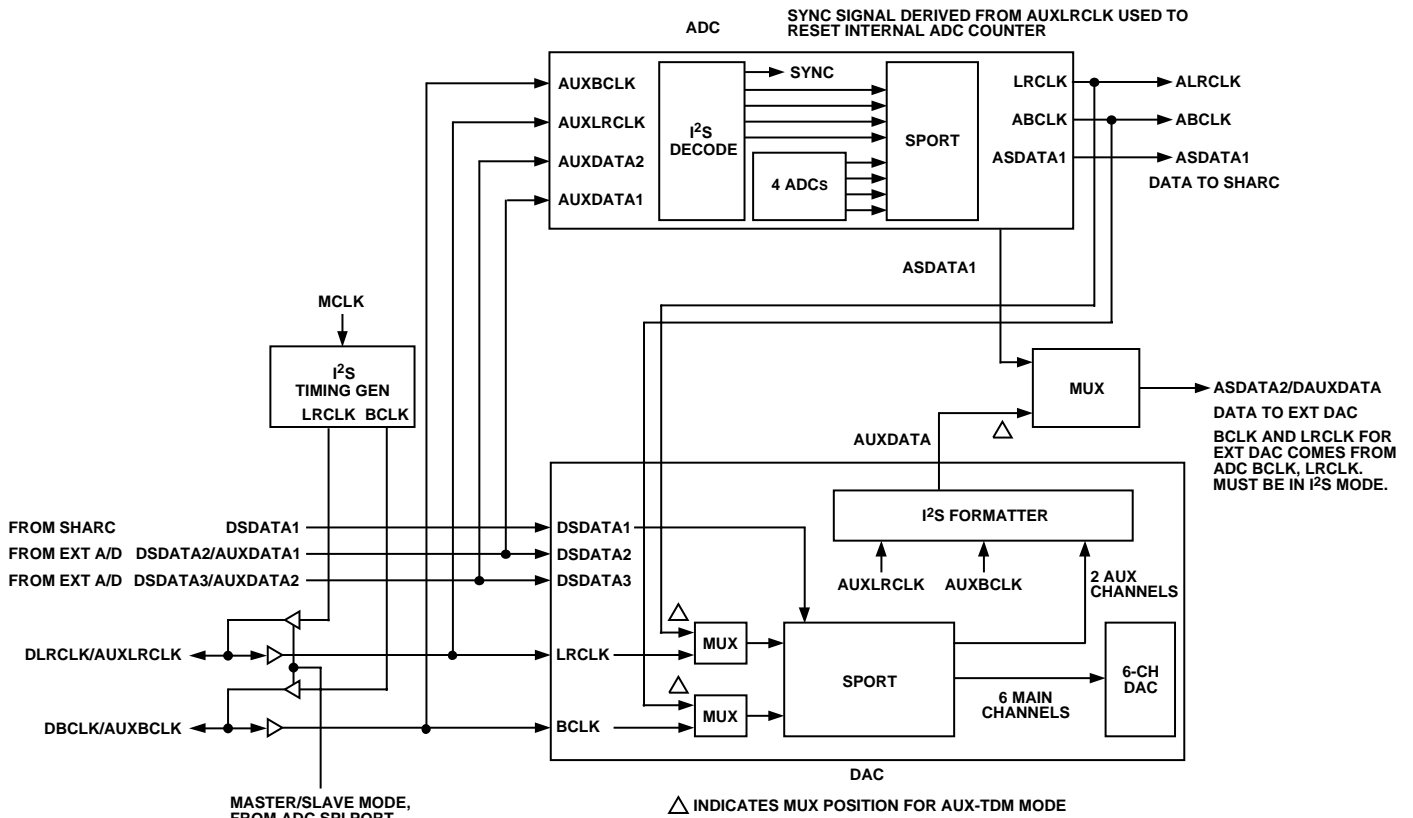 ADC
SYNC SIGNAL DERIVED FROM AUXLRCLK USED TO
RESET INTERNAL ADC COUNTER
AUXBCLK
AUXLRCLK
AUXDATA2
AUXDATA1
I2S
DECODE
SYNC
4 ADCs
SPORT
LRCLK
ABCLK
ASDATA1
ALRCLK
ABCLK
ASDATA1
DATA TO SHARC
ASDATA1
MCLK
I2S
TIMING GEN
LRCLK BCLK
MUX
ASDATA2/DAUXDATA
DATA TO EXT DAC
BCLK AND LRCLK FOR
EXT DAC COMES FROM
ADC BCLK, LRCLK.
MUST BE IN I2S MODE.
AUXDATA
I2S FORMATTER
FROM SHARC DSDATA1
FROM EXT A/D DSDATA2/AUXDATA1
FROM EXT A/D DSDATA3/AUXDATA2
DSDATA1
DSDATA2
DSDATA3
AUXLRCLK
AUXBCLK
2 AUX
CHANNELS
DLRCLK/AUXLRCLK
LRCLK
MUX
SPORT
6-CH
DAC
6 MAIN
CHANNELS
DBCLK/AUXBCLK
BCLK
MUX
DAC
MASTER/SLAVE MODE,
FROM ADC SPI PORT
△ INDICATES MUX POSITION FOR AUX-TDM MODE